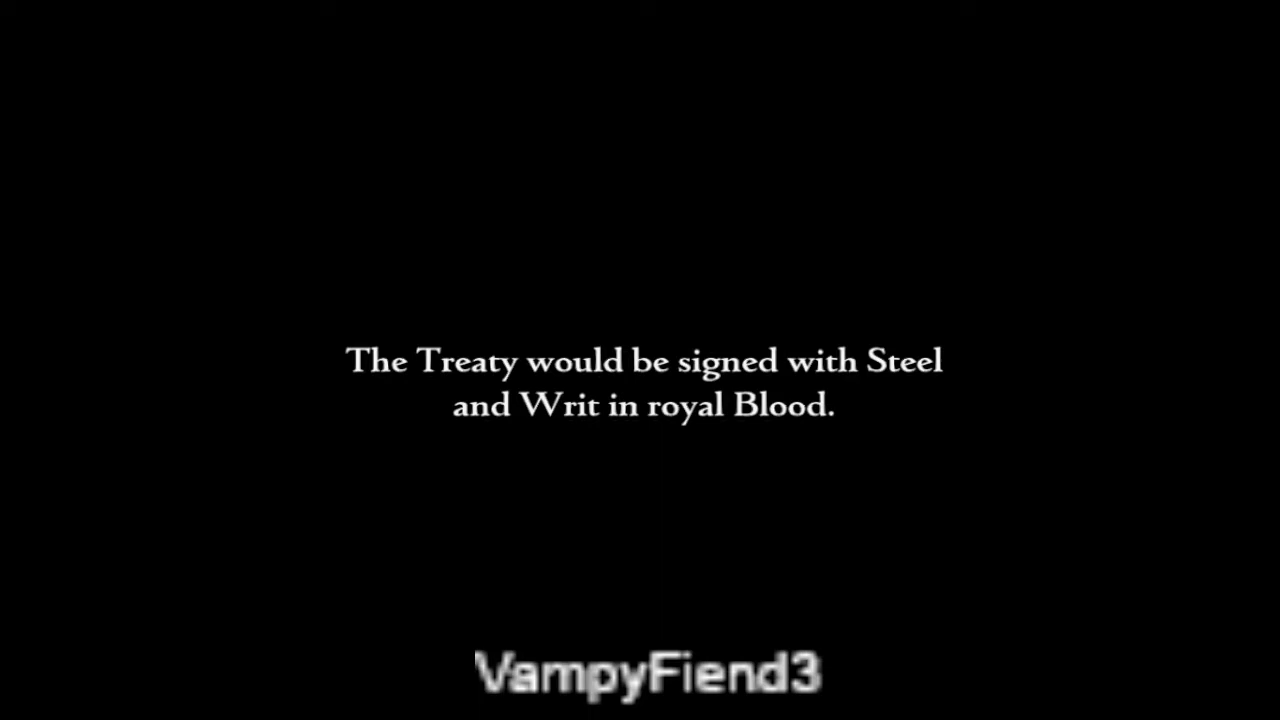 The Treaty would be signed with Steel
and Writ in royal Blood.
VampyFiend3